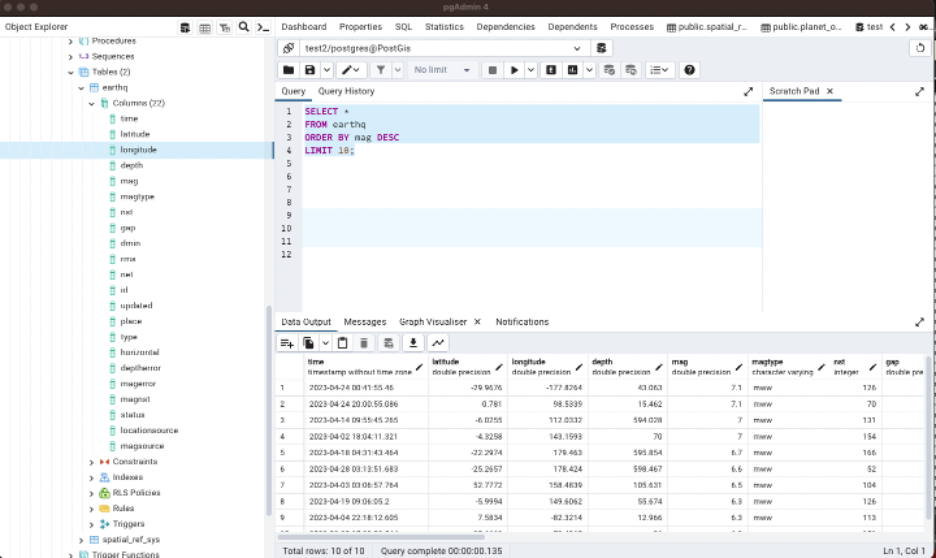 pgAdmin 4
Object Explorer
Dashboard Properties SQL Statistics Dependencies Dependents Processes public.spatial_r... public.planet_o... test
test2/postgres@PostGis
No limit
Procedures
Sequences
Tables (2)
earthq
Columns (22)
time
latitude
longitude
depth
mag
magtype
nst
gap
dmin
rms
net
id
updated
place
type
horizontal
deptherror
magerror
magnst
status
locationsource
magsource
Constraints
Indexes
RLS Policies
Rules
Triggers
spatial_ref_sys
Trigger Functions
Query Query History
Scratch Pad
1 SELECT *
2 FROM earthq
3 ORDER BY mag DESC
4 LIMIT 10;
5
6
7
8
9
10
11
12
Data Output Messages Graph Visualiser Notifications
time latitude longitude depth mag magtype nst gap
timestamp without time zone double precision double precision double precision double precision character varying integer double pre
1 2023-04-24 00:41:55.46 -29.9676 -177.8264 43.063 7.1 mww 126
2 2023-04-24 20:00:55.086 -0.781 98.5339 15.462 7.1 mww 70
3 2023-04-14 09:55:45.265 -6.0255 112.0332 594.028 7 mww 131
4 2023-04-02 18:04:11.321 -4.3258 143.1593 70 7 mww 154
5 2023-04-18 04:31:43.464 -22.2974 179.463 595.854 6.7 mww 166
6 2023-04-28 03:13:51.683 -25.2657 178.424 598.467 6.6 mww 52
7 2023-04-03 03:06:57.764 52.7772 158.4639 105.631 6.5 mww 104
8 2023-04-19 09:06:05.2 -5.9994 149.6062 55.674 6.3 mww 126
9 2023-04-04 22:18:12.605 7.5834 -82.3214 12.966 6.3 mww 113
Total rows: 10 of 10 Query complete 00:00:00.135
Ln 1, Col 1